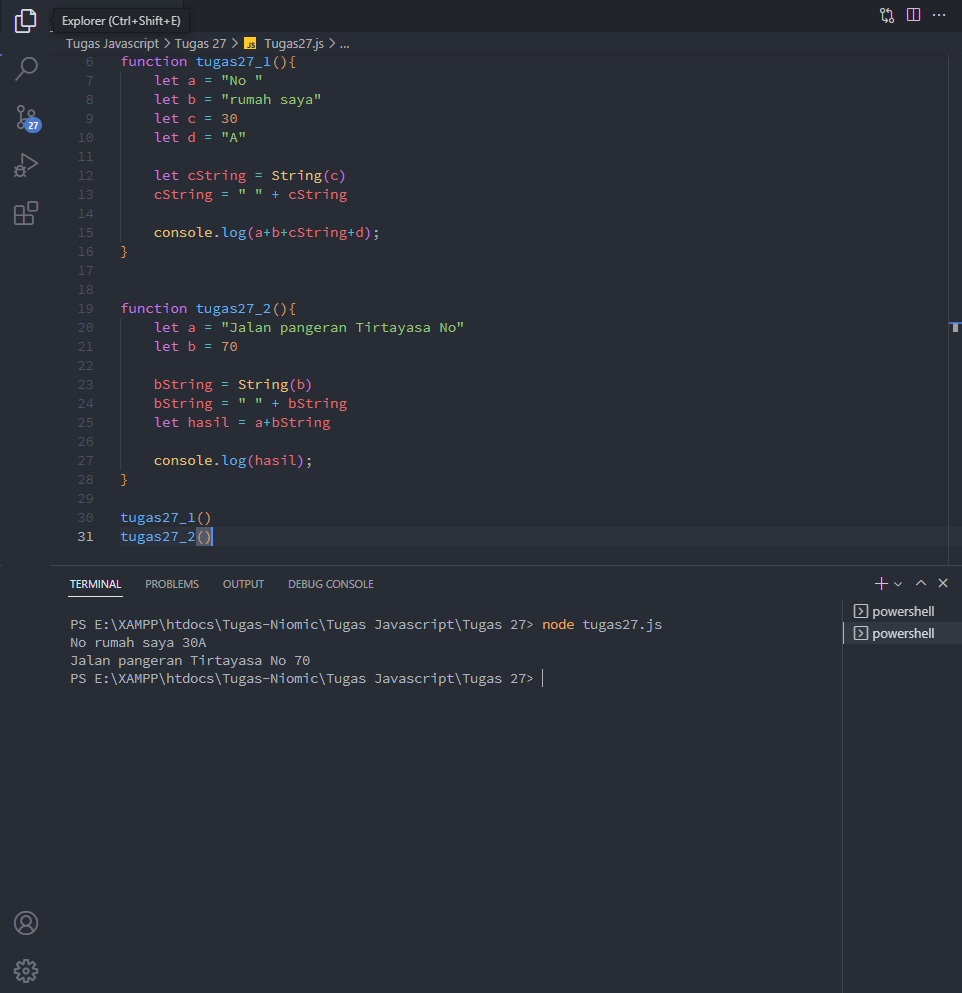 Explorer (Ctrl+Shift+E)
Tugas Javascript > Tugas 27 > JS Tugas27.js > ...
6 function tugas27_1(){
7 let a = "No "
8 let b = "rumah saya"
9 let c = 30
10 let d = "A"
11
12 let cString = String(c)
13 cString = " " + cString
14
15 console.log(a+b+cString+d);
16 }
17
18
19 function tugas27_2(){
20 let a = "Jalan pangeran Tirtayasa No"
21 let b = 70
22
23 bString = String(b)
24 bString = " " + bString
25 let hasil = a+bString
26
27 console.log(hasil);
28 }
29
30 tugas27_1()
31 tugas27_2()
27
TERMINAL PROBLEMS OUTPUT DEBUG CONSOLE
PS E:\XAMPP\htdocs\Tugas-Niomic\Tugas Javascript\Tugas 27> node tugas27.js
No rumah saya 30A
Jalan pangeran Tirtayasa No 70
PS E:\XAMPP\htdocs\Tugas-Niomic\Tugas Javascript\Tugas 27>
powershell
powershell